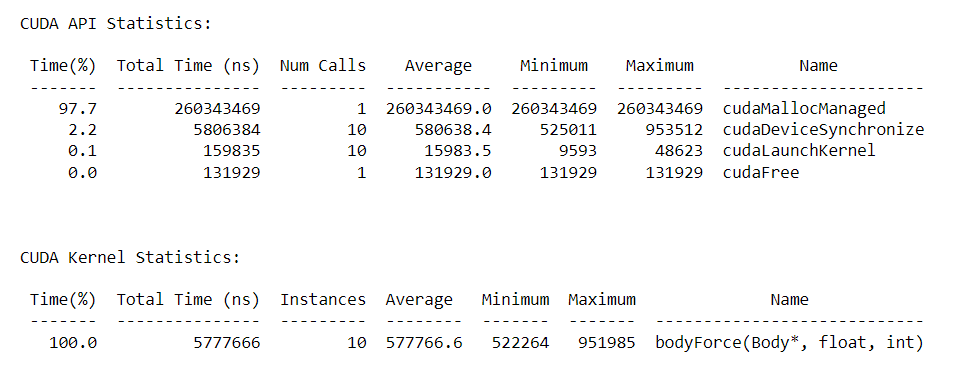 CUDA API Statistics:
Time(%) Total Time (ns) Num Calls Average Minimum Maximum Name
------- --------------- --------- ----------- --------- --------- ---------------------
97.7 260343469 1 260343469.0 260343469 260343469 cudaMallocManaged
2.2 5806384 10 580638.4 525011 953512 cudaDeviceSynchronize
0.1 159835 10 15983.5 9593 48623 cudaLaunchKernel
0.0 131929 1 131929.0 131929 131929 cudaFree
CUDA Kernel Statistics:
Time(%) Total Time (ns) Instances Average Minimum Maximum Name
------- --------------- --------- -------- ------- ------- ----------------------------
100.0 5777666 10 577766.6 522264 951985 bodyForce(Body*, float, int)